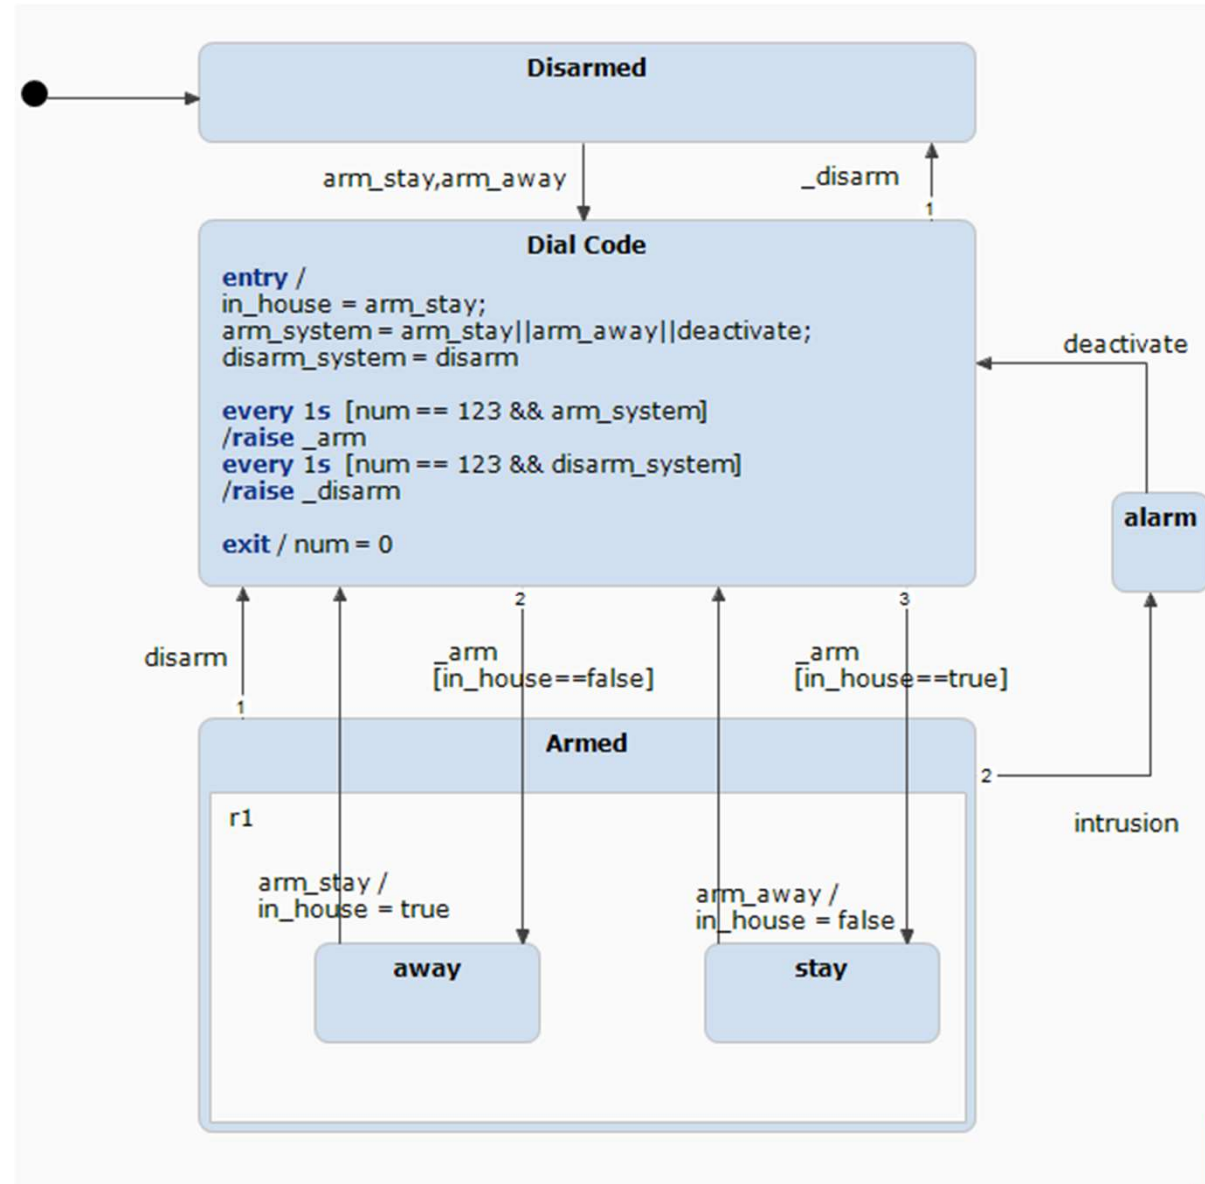 Disarmed
arm_stay,arm_away
_disarm
1
Dial Code
entry /
in_house = arm_stay;
arm_system = arm_stay||arm_away||deactivate;
disarm_system = disarm
every 1s [num == 123 && arm_system]
/raise _arm
every 1s [num == 123 && disarm_system]
/raise _disarm
exit / num = 0
deactivate
alarm
2
3
disarm
_arm
[in_house==false]
_arm
[in_house==true]
1
Armed
2
intrusion
r1
arm_stay /
in_house = true
arm_away /
in_house = false
away
stay